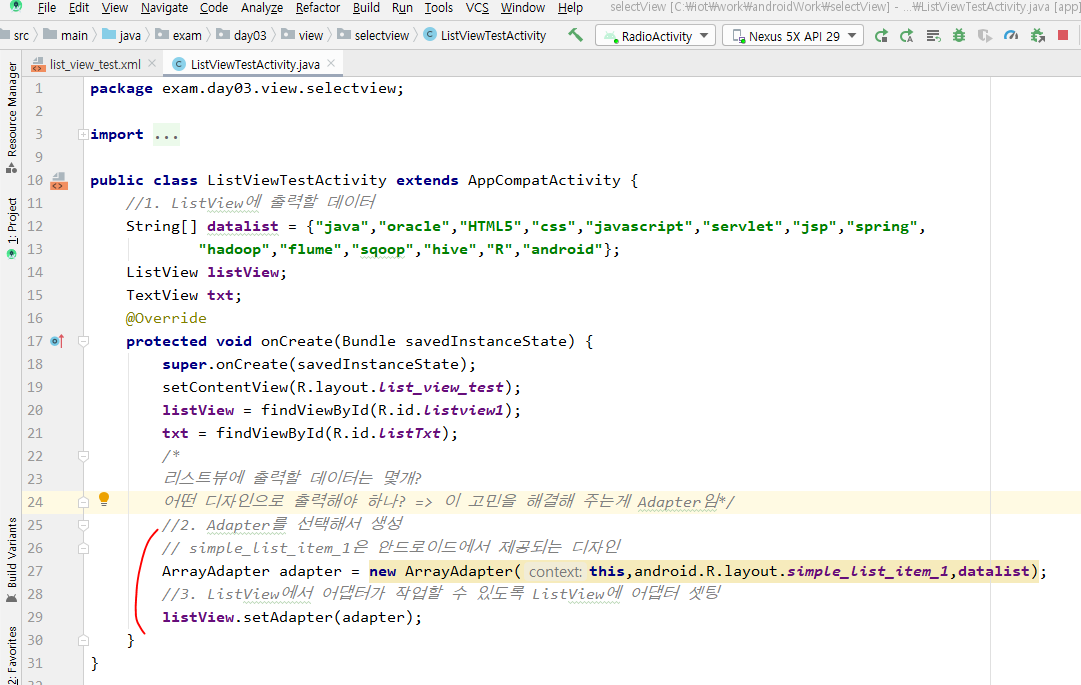 File Edit View Navigate Code Analyze Refactor Build Run Tools VCS Window Help selectView [C:₩iot₩work₩androidWork₩selectView] - ...₩ListViewTestActivity.java [app]
src main java exam day03 view selectview ListViewTestActivity RadioActivity Nexus 5X API 29
list_view_test.xml ListViewTestActivity.java
Resource Manager
1: Project
Build Variants
2: Favorites
1 package exam.day03.view.selectview;
2
3 import ...
9
10 public class ListViewTestActivity extends AppCompatActivity {
11 //1. ListView에 출력할 데이터
12 String[] datalist = {"java","oracle","HTML5","css","javascript","servlet","jsp","spring",
13 "hadoop","flume","sqoop","hive","R","android"};
14 ListView listView;
15 TextView txt;
16 @Override
17 protected void onCreate(Bundle savedInstanceState) {
18 super.onCreate(savedInstanceState);
19 setContentView(R.layout.list_view_test);
20 listView = findViewById(R.id.listview1);
21 txt = findViewById(R.id.listTxt);
22 /*
23 리스트뷰에 출력할 데이터는 몇개?
24 어떤 디자인으로 출력해야 하나? => 이 고민을 해결해 주는게 Adapter임*/
25 //2. Adapter를 선택해서 생성
26 // simple_list_item_1은 안드로이드에서 제공되는 디자인
27 ArrayAdapter adapter = new ArrayAdapter( context: this,android.R.layout.simple_list_item_1,datalist);
28 //3. ListView에서 어댑터가 작업할 수 있도록 ListView에 어댑터 셋팅
29 listView.setAdapter(adapter);
30 }
31 }